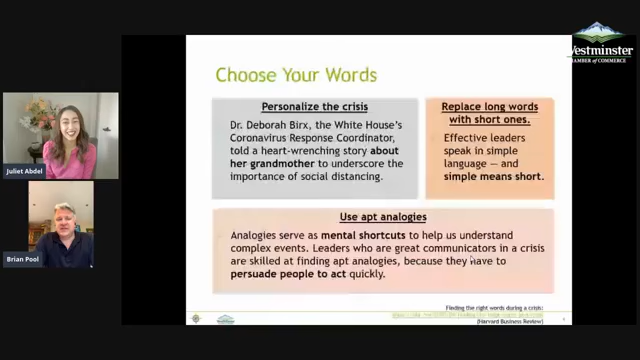 Westminster
CHAMBER of COMMERCE
Choose Your Words
Personalize the crisis
Dr. Deborah Birx, the White House's
Coronavirus Response Coordinator,
told a heart-wrenching story about
her grandmother to underscore the
importance of social distancing.
Replace long words
with short ones.
Effective leaders
speak in simple
language — and
simple means short.
Juliet Abdel
Brian Pool
Use apt analogies
Analogies serve as mental shortcuts to help us understand
complex events. Leaders who are great communicators in a crisis
are skilled at finding apt analogies, because they have to
persuade people to act quickly.
Finding the right words during a crisis:
(Harvard Business Review)